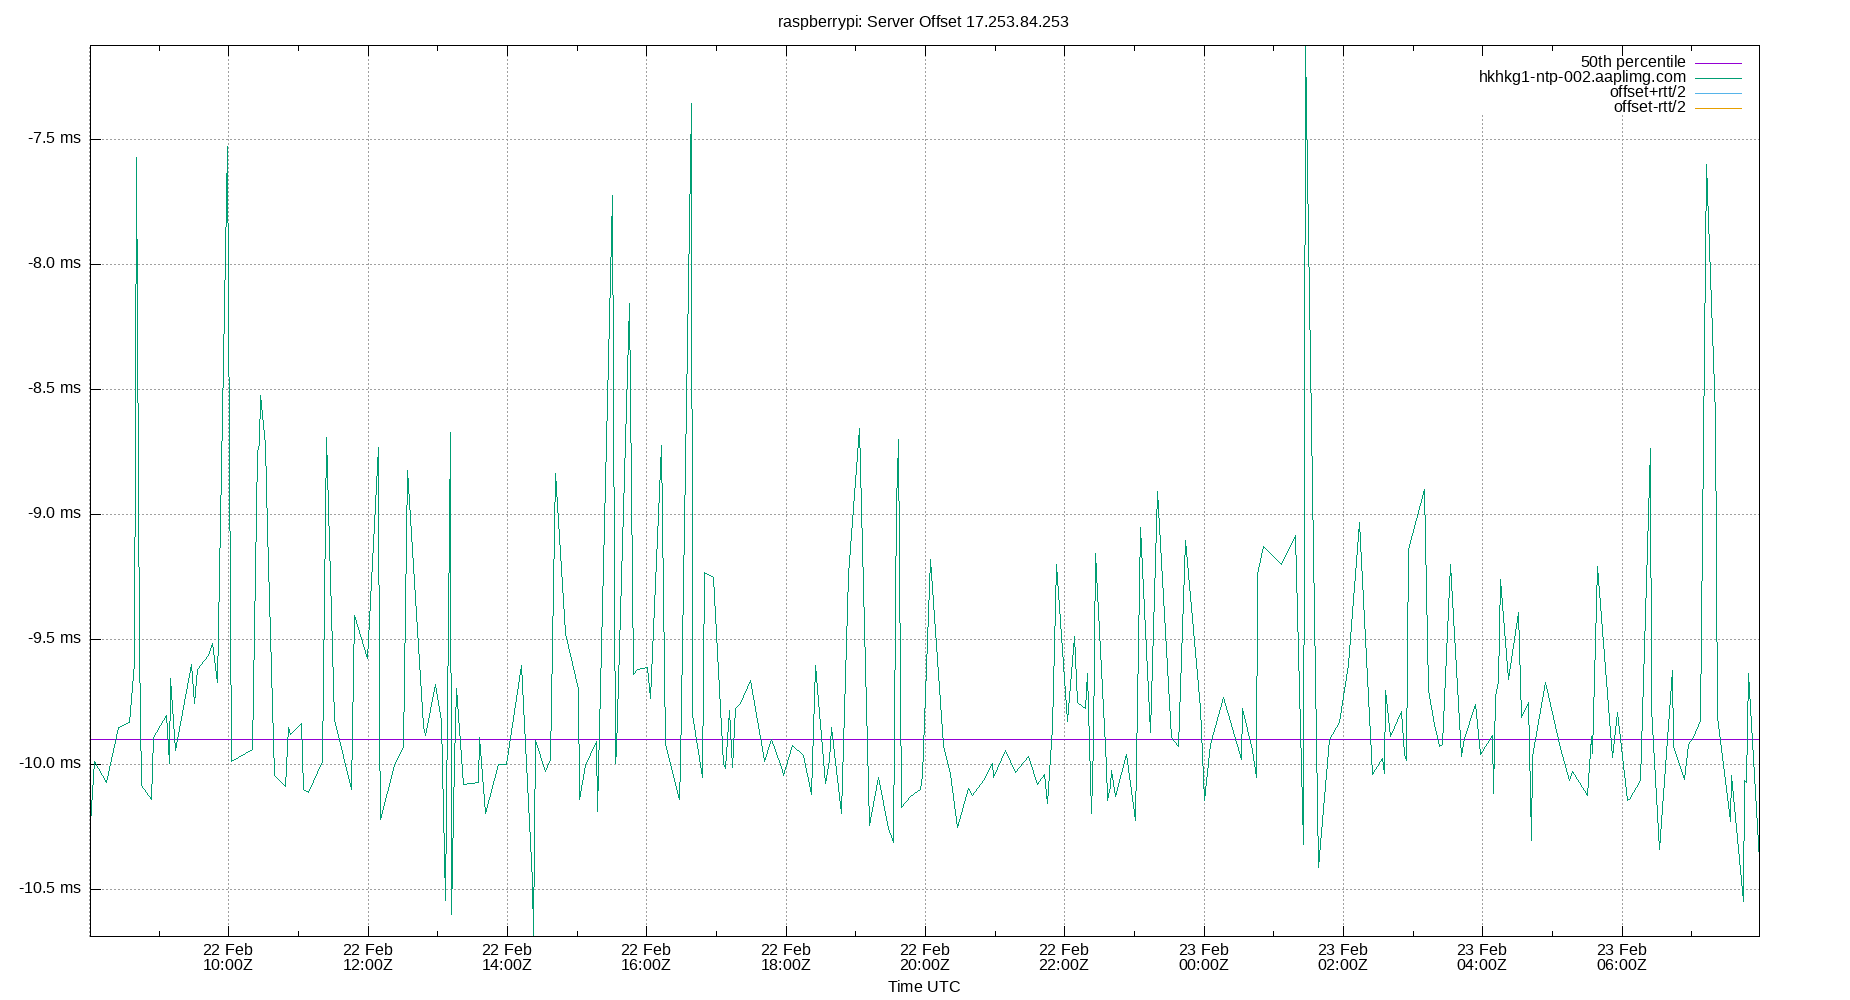 raspberrypi: Server Offset 17.253.84.253
50th percentile
hkhkg1-ntp-002.aaplimg.com
offset+rtt/2
offset-rtt/2
-7.5 ms
-8.0 ms
-8.5 ms
-9.0 ms
-9.5 ms
-10.0 ms
-10.5 ms
22 Feb 22 Feb 22 Feb 22 Feb 22 Feb 22 Feb 22 Feb 23 Feb 23 Feb 23 Feb 23 Feb
10:00Z 12:00Z 14:00Z 16:00Z 18:00Z 20:00Z 22:00Z 00:00Z 02:00Z 04:00Z 06:00Z
Time UTC